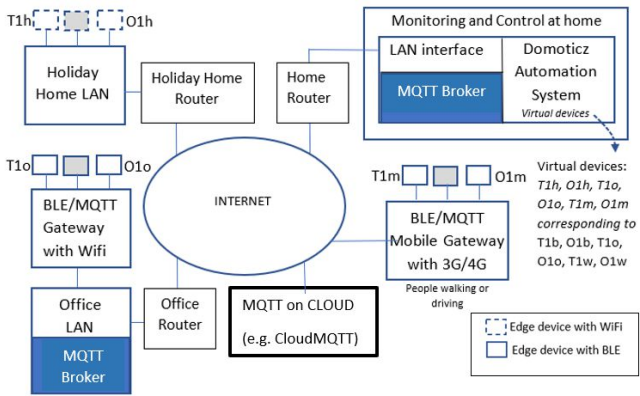 T1h
O1h
Holiday
Home LAN
Holiday Home
Router
Home
Router
Monitoring and Control at home
LAN interface
MQTT Broker
Domoticz
Automation
System
Virtual devices
T1o
O1o
BLE/MQTT
Gateway
with Wifi
INTERNET
T1m
O1m
BLE/MQTT
Mobile Gateway
with 3G/4G
People walking or
driving
Virtual devices:
T1h, O1h, T1o,
O1o, T1m, O1m
corresponding to
T1b, O1b, T1o,
O1o, T1w, O1w
Office
LAN
MQTT
Broker
Office
Router
MQTT on CLOUD
(e.g. CloudMQTT)
Edge device with WiFi
Edge device with BLE